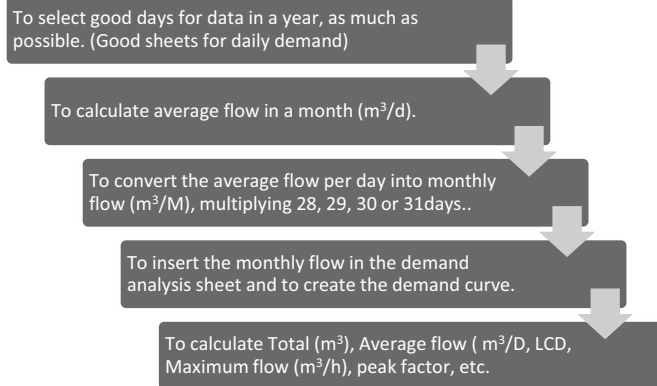 To select good days for data in a year, as much as
possible. (Good sheets for daily demand)
To calculate average flow in a month (m³/d).
To convert the average flow per day into monthly
flow (m³/M), multiplying 28, 29, 30 or 31days..
To insert the monthly flow in the demand
analysis sheet and to create the demand curve.
To calculate Total (m³), Average flow ( m³/D, LCD,
Maximum flow (m³/h), peak factor, etc.